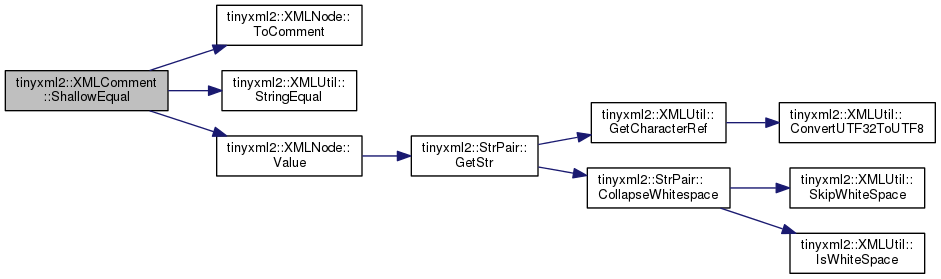 tinyxml2::XMLNode::
ToComment
tinyxml2::XMLComment
::ShallowEqual
tinyxml2::XMLUtil::
StringEqual
tinyxml2::XMLNode::
Value
tinyxml2::StrPair::
GetStr
tinyxml2::XMLUtil::
GetCharacterRef
tinyxml2::XMLUtil::
ConvertUTF32ToUTF8
tinyxml2::StrPair::
CollapseWhitespace
tinyxml2::XMLUtil::
SkipWhiteSpace
tinyxml2::XMLUtil::
IsWhiteSpace